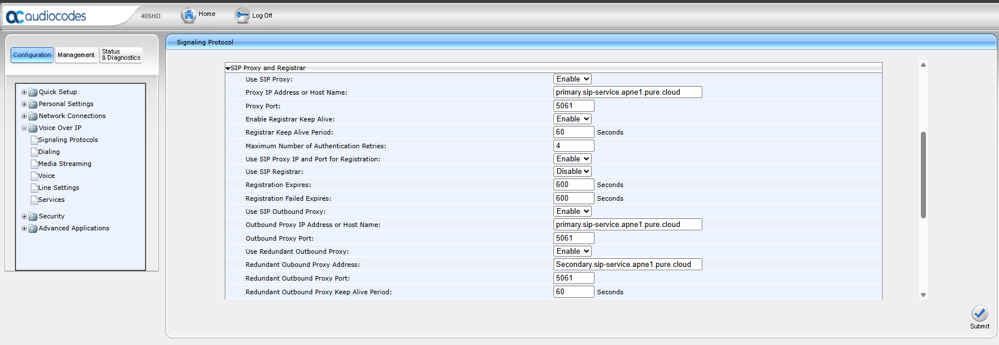 audiocodes
405HD
Home
Log Off
Configuration
Management
Status
& Diagnostics
Quick Setup
Personal Settings
Network Connections
Voice Over IP
Signaling Protocols
Dialing
Media Streaming
Voice
Line Settings
Services
Security
Advanced Applications
Signaling Protocol
SIP Proxy and Registrar
Use SIP Proxy: Enable
Proxy IP Address or Host Name: primary.sip-service.apne1.pure.cloud
Proxy Port: 5061
Enable Registrar Keep Alive: Enable
Registrar Keep Alive Period: 60 Seconds
Maximum Number of Authentication Retries: 4
Use SIP Proxy IP and Port for Registration: Enable
Use SIP Registrar: Disable
Registration Expires: 600 Seconds
Registration Failed Expires: 600 Seconds
Use SIP Outbound Proxy: Enable
Outbound Proxy IP Address or Host Name: primary.sip-service.apne1.pure.cloud
Outbound Proxy Port: 5061
Use Redundant Outbound Proxy: Enable
Redundant Oubound Proxy Address: Secondary.sip-service.apne1.pure.cloud
Redundant Outbound Proxy Port: 5061
Redundant Outbound Proxy Keep Alive Period: 60 Seconds
Submit